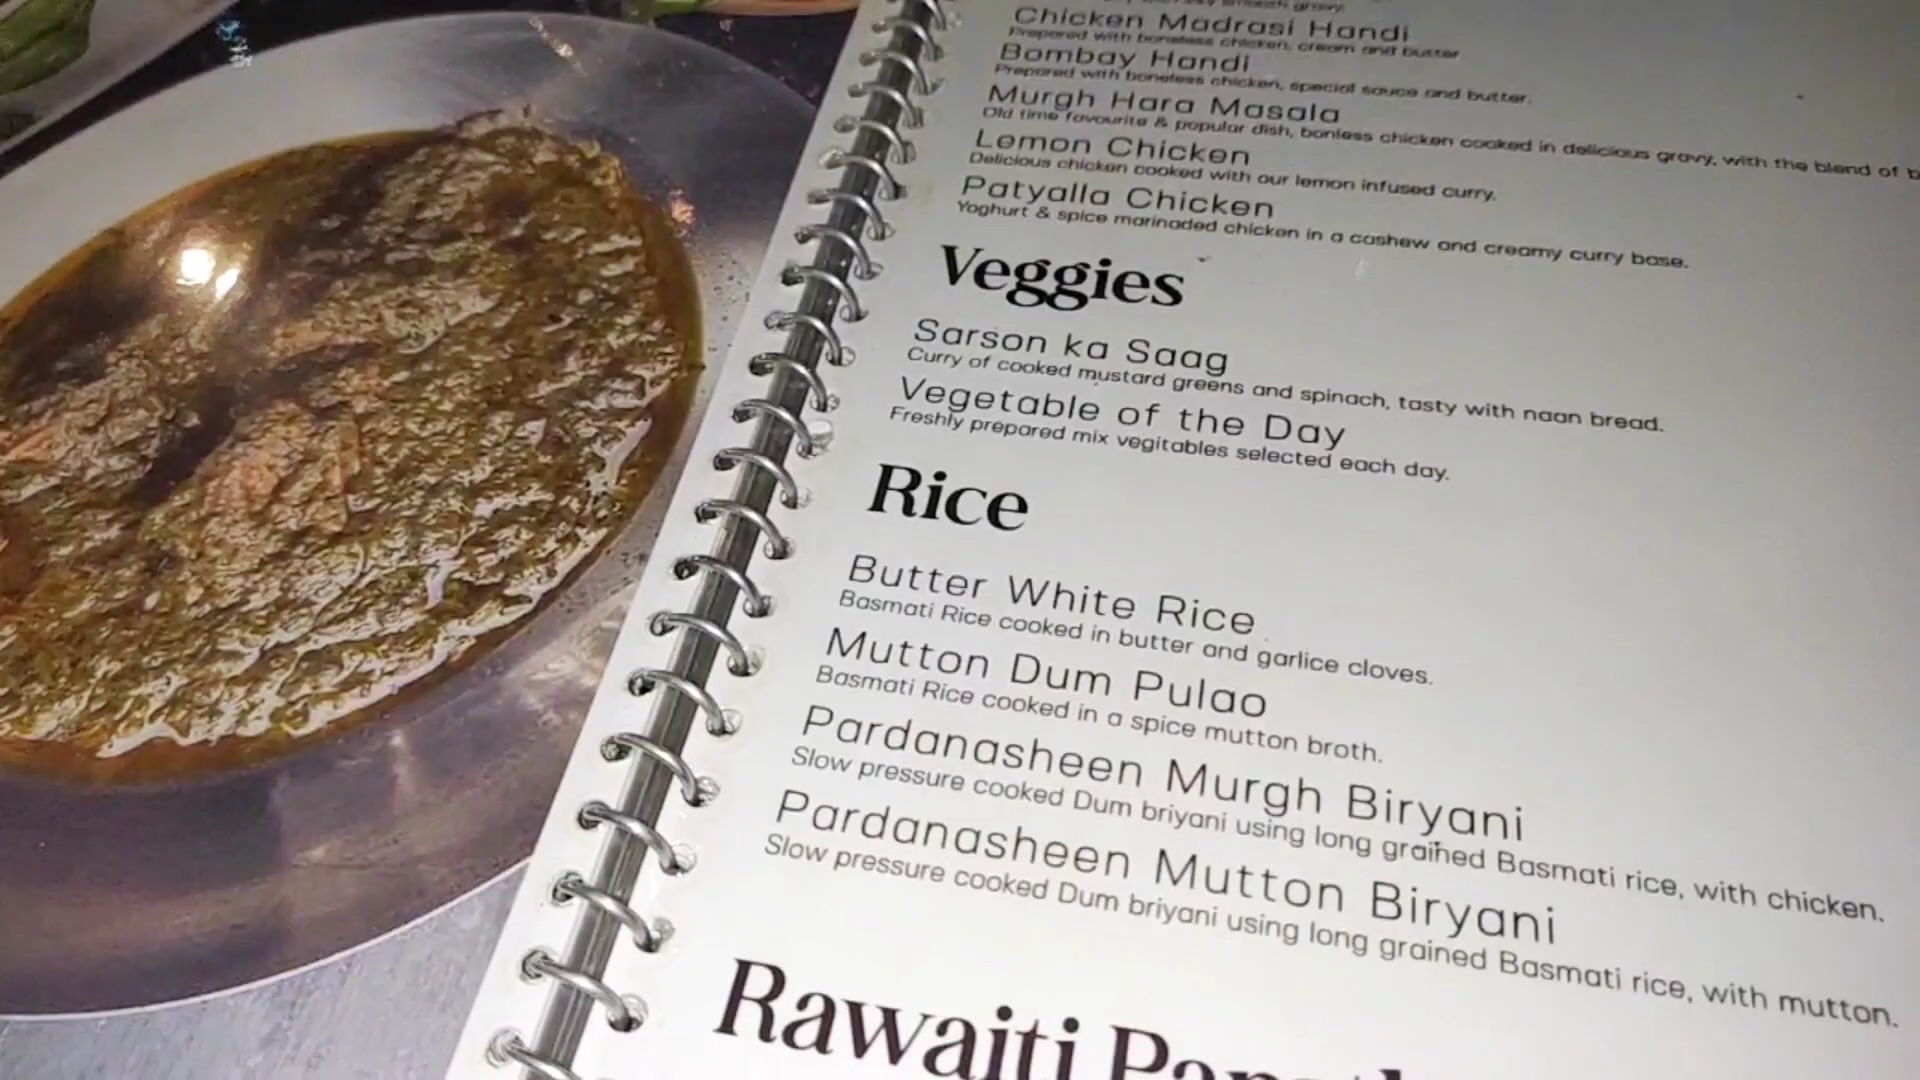 smooth gravy.
Chicken Madrasi Handi
Prepared with boneless chicken, cream and butter
Bombay Handi
Prepared with boneless chicken, special sauce and butter.
Murgh Hara Masala
Old time favourite & popular dish, bonless chicken cooked in delicious gravy, with the blend of
Lemon Chicken
Delicious chicken cooked with our lemon infused curry.
Patyalla Chicken
Yoghurt & spice marinaded chicken in a cashew and creamy curry base.
Veggies
Sarson ka Saag
Curry of cooked mustard greens and spinach, tasty with naan bread.
Vegetable of the Day
Freshly prepared mix vegitables selected each day.
Rice
Butter White Rice
Basmati Rice cooked in butter and garlice cloves.
Mutton Dum Pulao
Basmati Rice cooked in a spice mutton broth.
Pardanasheen Murgh Biryani
Slow pressure cooked Dum briyani using long grained Basmati rice, with chicken.
Pardanasheen Mutton Biryani
Slow pressure cooked Dum briyani using long grained Basmati rice, with mutton.
Rawaiti